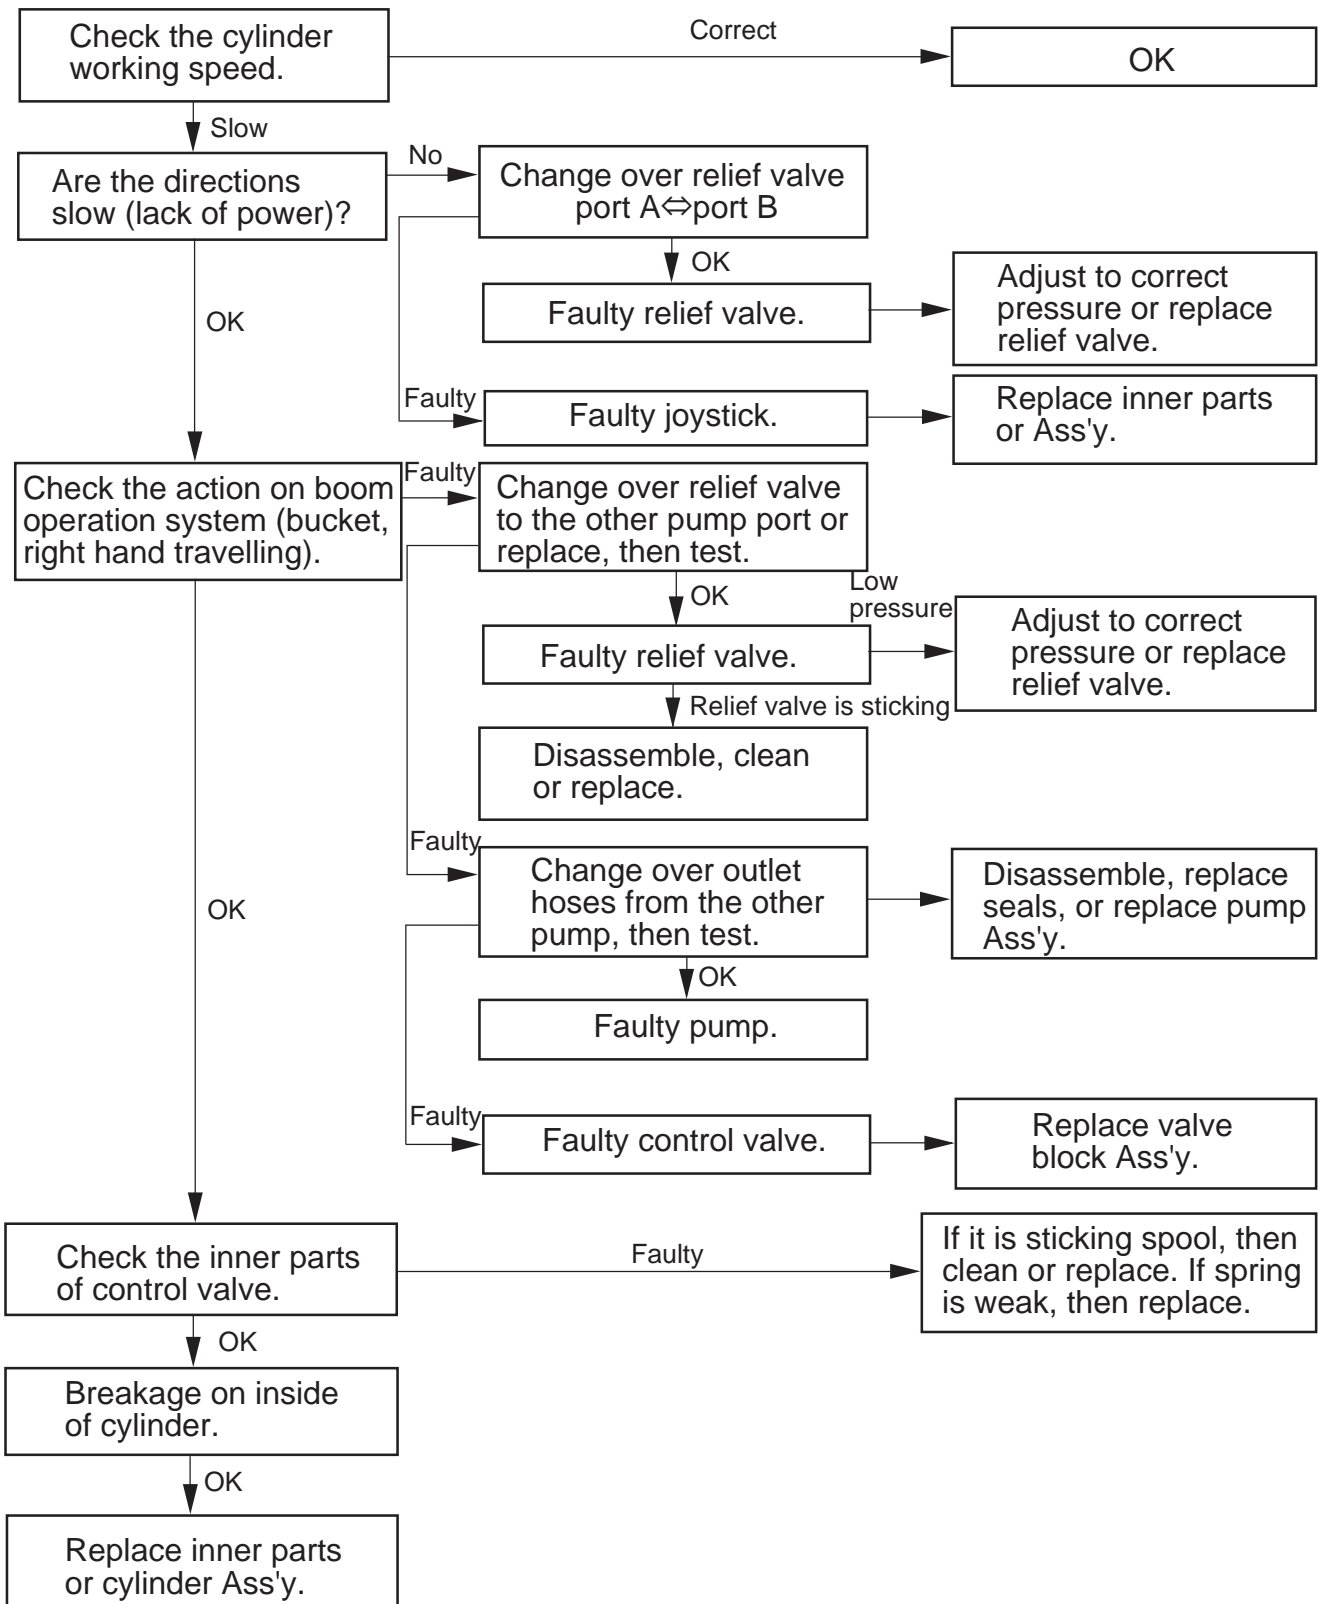 Check the cylinder
working speed.
Correct
OK
Slow
Are the directions
slow (lack of power)?
No
Change over relief valve
port A⇔port B
OK
Faulty relief valve.
Adjust to correct
pressure or replace
relief valve.
OK
Faulty
Faulty joystick.
Replace inner parts
or Ass'y.
Check the action on boom
operation system (bucket,
right hand travelling).
Faulty
Change over relief valve
to the other pump port or
replace, then test.
OK
Low
pressure
Faulty relief valve.
Adjust to correct
pressure or replace
relief valve.
Relief valve is sticking
Disassemble, clean
or replace.
Faulty
Change over outlet
hoses from the other
pump, then test.
Disassemble, replace
seals, or replace pump
Ass'y.
OK
OK
Faulty pump.
Faulty
Faulty control valve.
Replace valve
block Ass'y.
Check the inner parts
of control valve.
Faulty
If it is sticking spool, then
clean or replace. If spring
is weak, then replace.
OK
Breakage on inside
of cylinder.
OK
Replace inner parts
or cylinder Ass'y.